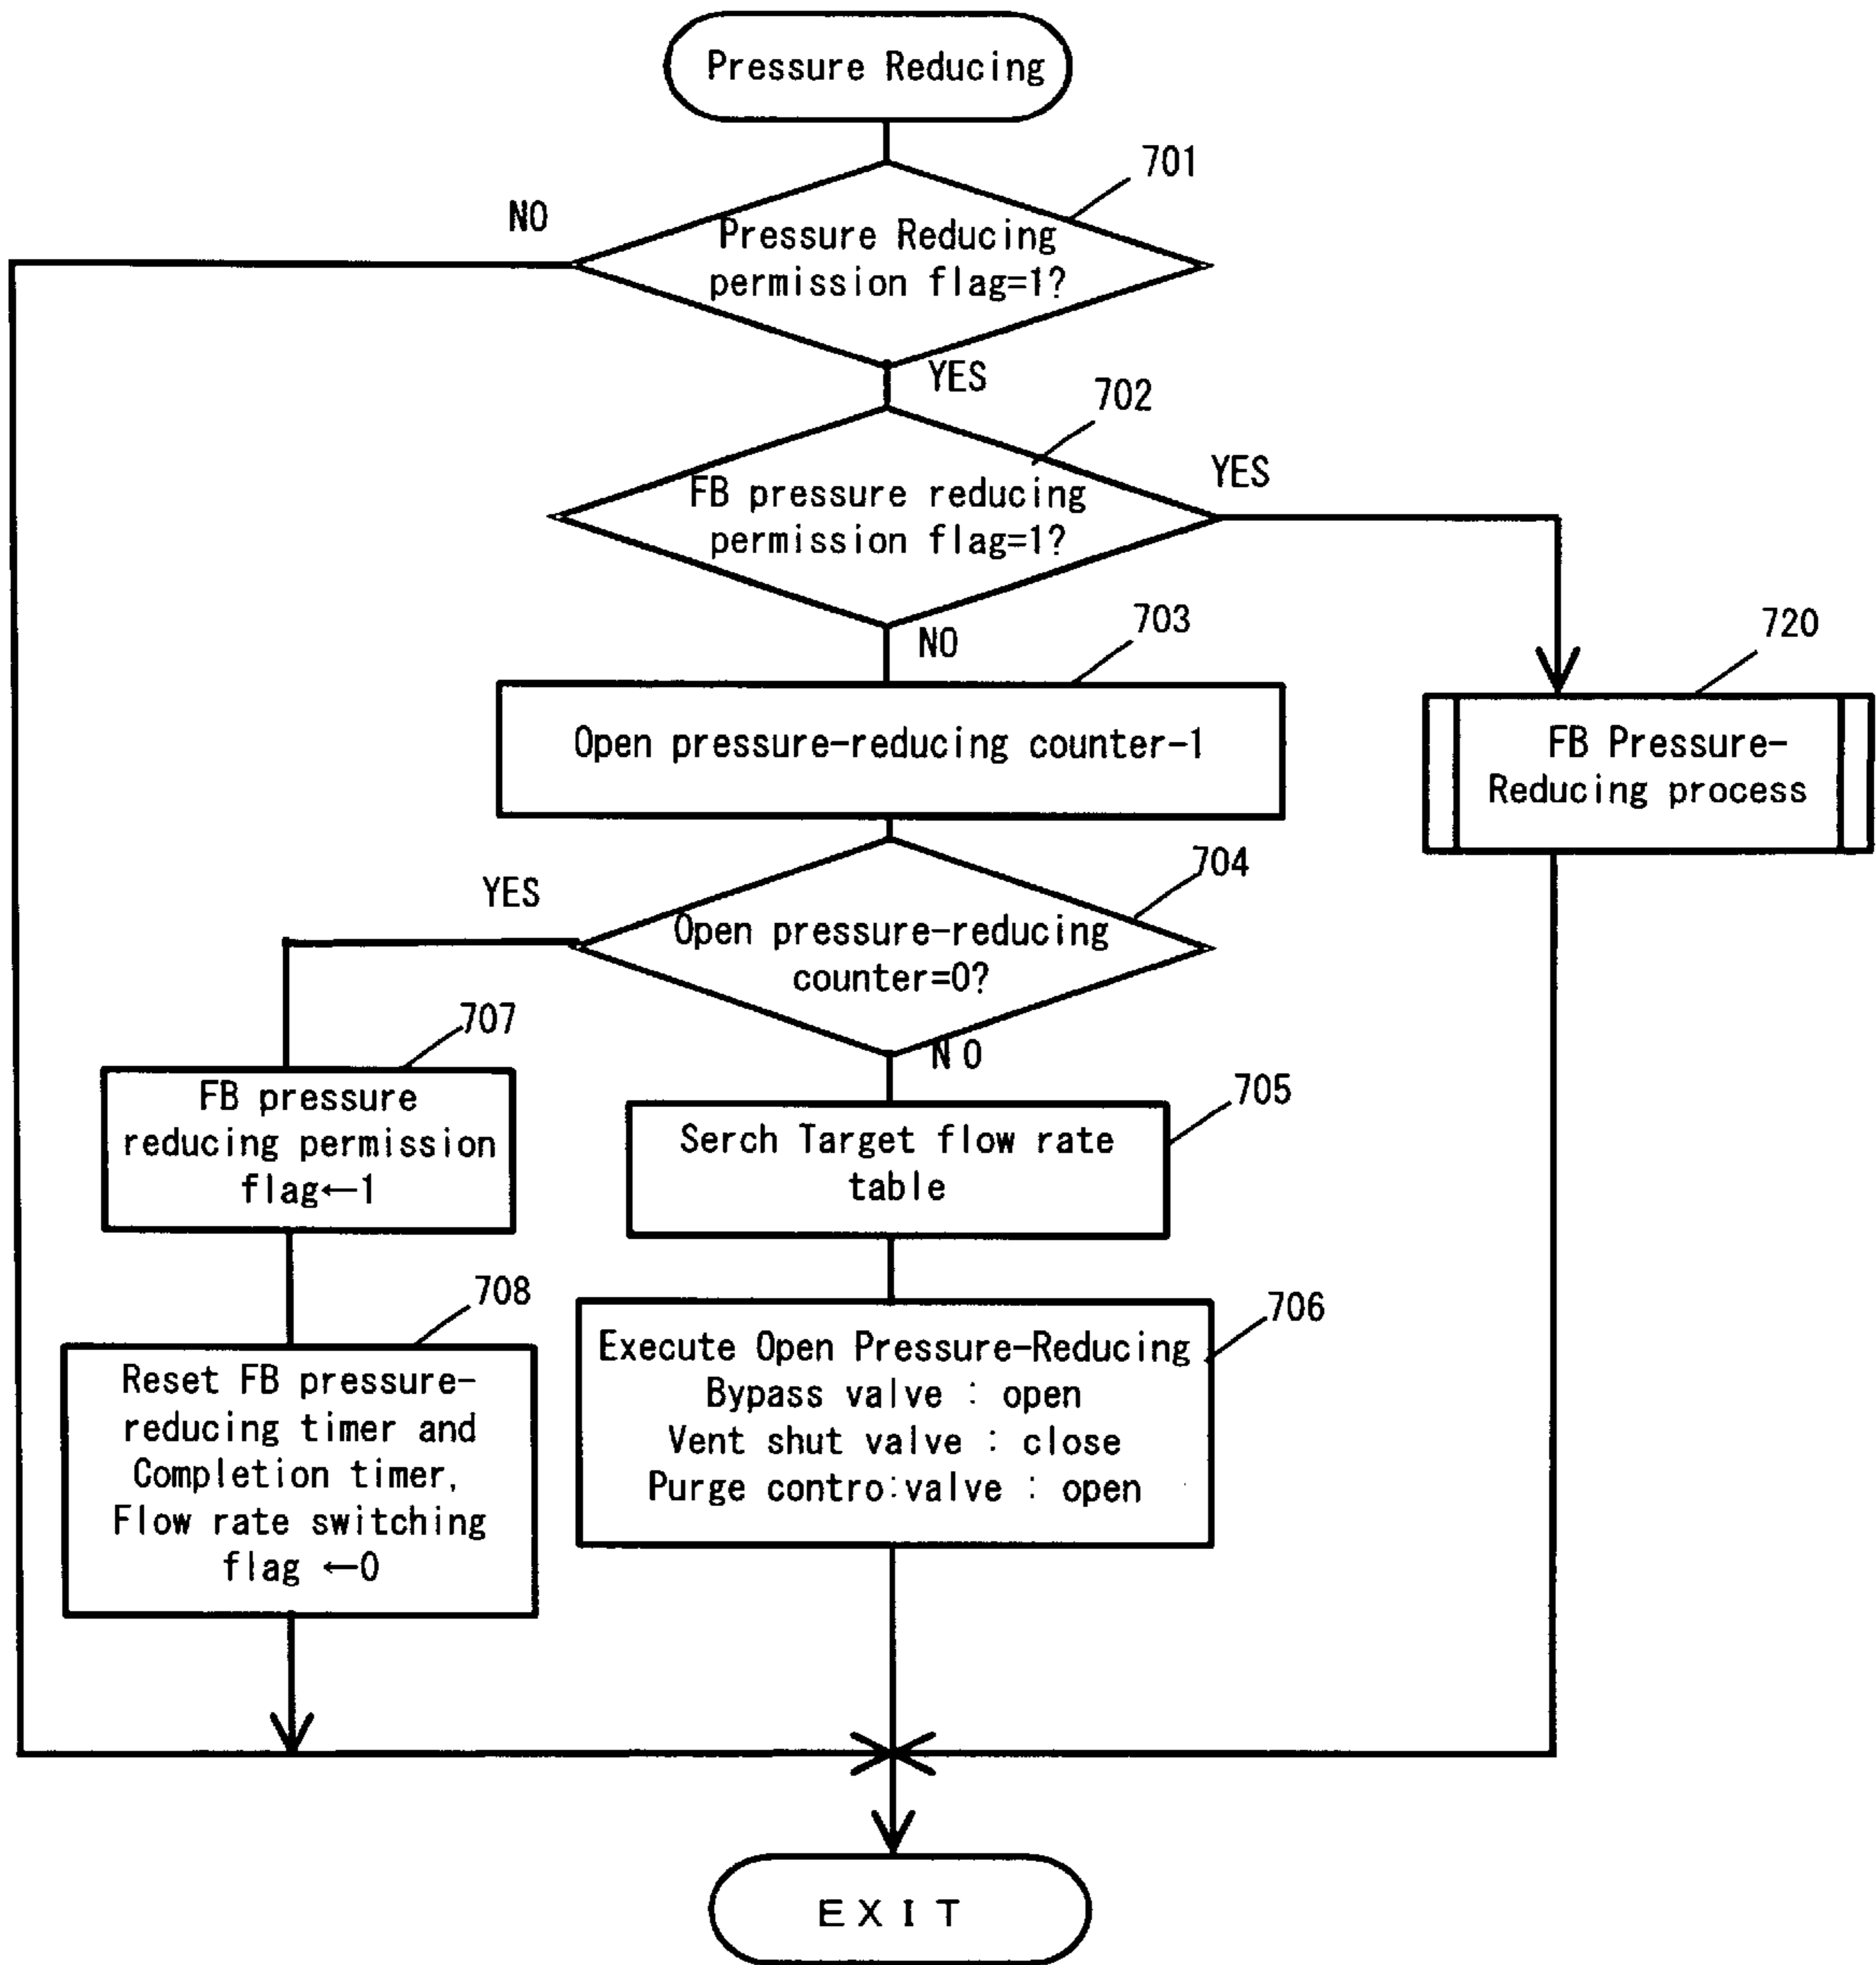 Pressure Reducing
701
NO
Pressure Reducing
permission flag=1?
YES
702
YES
FB pressure reducing
permission flag=1?
NO
703
720
Open pressure-reducing counter-1
FB Pressure-
Reducing process
704
YES
Open pressure-reducing
counter=0?
NO
707
FB pressure
reducing permission
flag←1
705
Serch Target flow rate
table
708
Reset FB pressure-
reducing timer and
Completion timer,
Flow rate switching
flag ←0
706
Execute Open Pressure-Reducing
Bypass valve : open
Vent shut valve : close
Purge contro:valve : open
EXIT